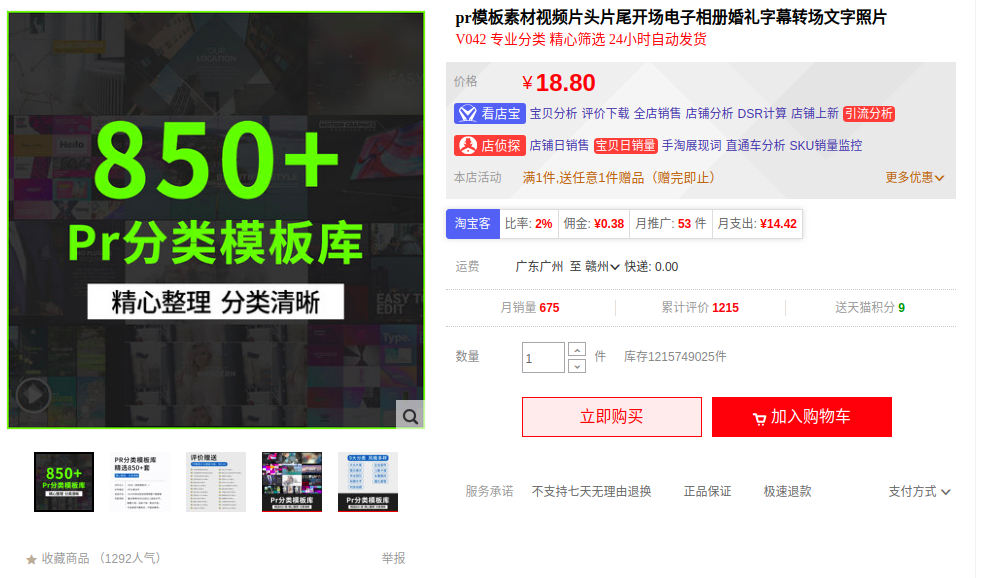 pr模板素材视频片头片尾开场电子相册婚礼字幕转场文字照片
V042 专业分类 精心筛选 24小时自动发货
价格 ¥18.80
看店宝 宝贝分析 评价下载 全店销售 店铺分析 DSR计算 店铺上新 引流分析
店侦探 店铺日销售 宝贝日销量 手淘展现词 直通车分析 SKU销量监控
本店活动 满1件,送任意1件赠品（赠完即止） 更多优惠
淘宝客 比率: 2% 佣金: ¥0.38 月推广: 53 件 月支出: ¥14.42
运费 广东广州 至 赣州 快递: 0.00
月销量 675 累计评价 1215 送天猫积分 9
数量 1 件 库存1215749025件
立即购买 加入购物车
服务承诺 不支持七天无理由退换 正品保证 极速退款 支付方式
850+
Pr分类模板库
精心整理 分类清晰
EASY TO
EDIT
Hello
Type.
LOCATION
850+
Pr分类模板库
精心整理 分类清晰
PR分类模板库
精选850+套
评价赠送
Pr分类模板库
Pr分类模板库
收藏商品 （1292人气） 举报